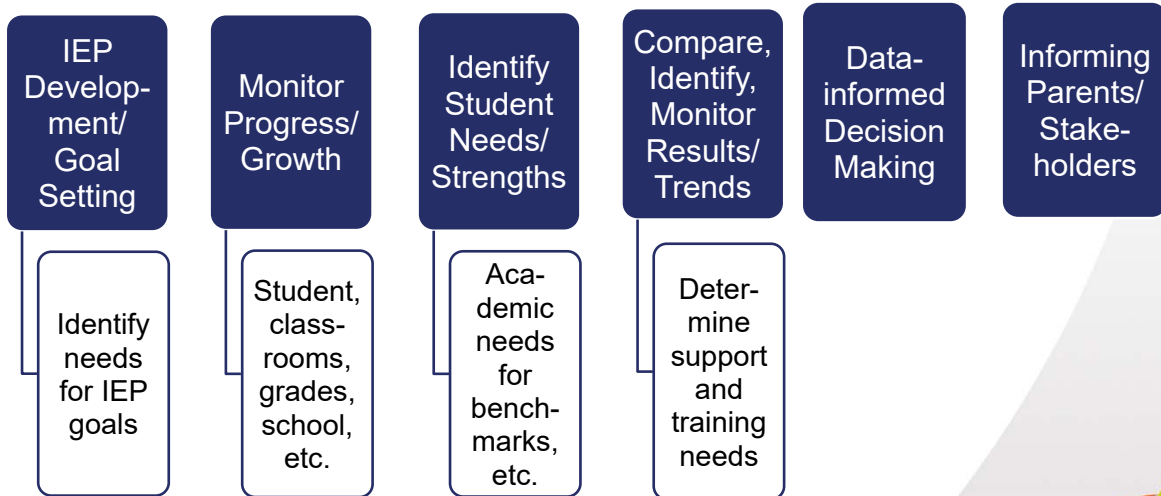 IEP
Develop-
ment/
Goal
Setting
Identify
needs
for IEP
goals
Monitor
Progress/
Growth
Student,
class-
rooms,
grades,
school,
etc.
Identify
Student
Needs/
Strengths
Aca-
demic
needs
for
bench-
marks,
etc.
Compare,
Identify,
Monitor
Results/
Trends
Deter-
mine
support
and
training
needs
Data-
informed
Decision
Making
Informing
Parents/
Stake-
holders